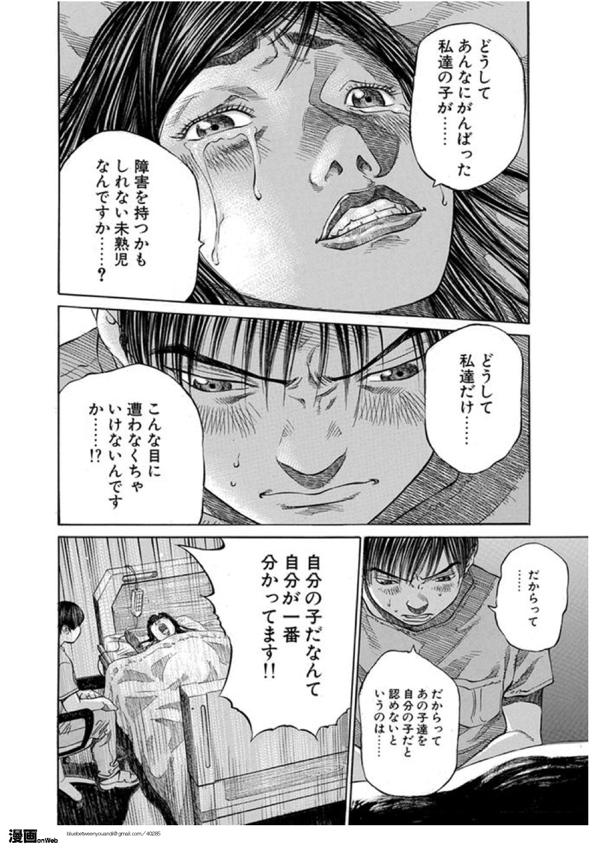 どうして
あんなにがんばった
私達の子が……
障害を持つかも
しれない未熟児
なんですか……?
どうして
私達だけ……
こんな目に
遭わなくちゃ
いけないんです
か……!?
だからって
……
だからって
あの子達を
自分の子だと
認めないと
いうのは……
自分の子だなんて
自分が一番
分かってます!!
漫画onWeb
bluebetweenyouandi@gmail.com/40285